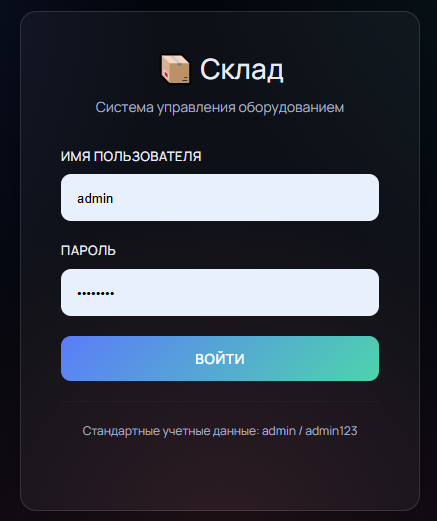 Склад
Система управления оборудованием
ИМЯ ПОЛЬЗОВАТЕЛЯ
admin
ПАРОЛЬ
••••••••
ВОЙТИ
Стандартные учетные данные: admin / admin123